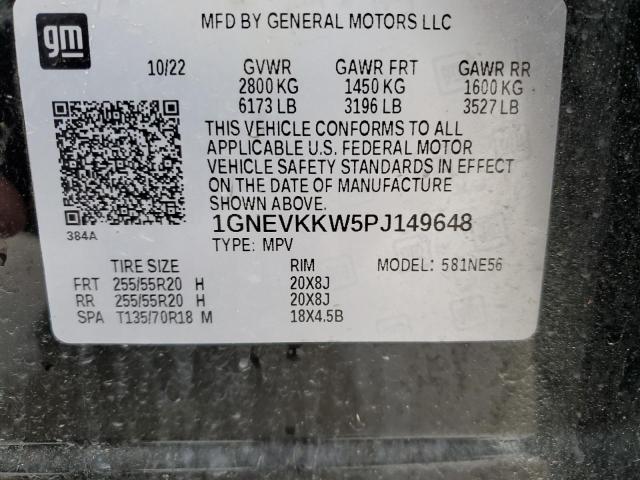 gm
MFD BY GENERAL MOTORS LLC
10/22 GVWR GAWR FRT GAWR RR
2800 KG 1450 KG 1600 KG
6173 LB 3196 LB 3527 LB
THIS VEHICLE CONFORMS TO ALL
APPLICABLE U.S. FEDERAL MOTOR
VEHICLE SAFETY STANDARDS IN EFFECT
ON THE DATE OF MANUFACTURE
SHOWN ABOVE.
384A
1GNEVKKW5PJ149648
TYPE: MPV
TIRE SIZE RIM MODEL: 581NE56
FRT 255/55R20 H 20X8J
RR 255/55R20 H 20X8J
SPA T135/70R18 M 18X4.5B